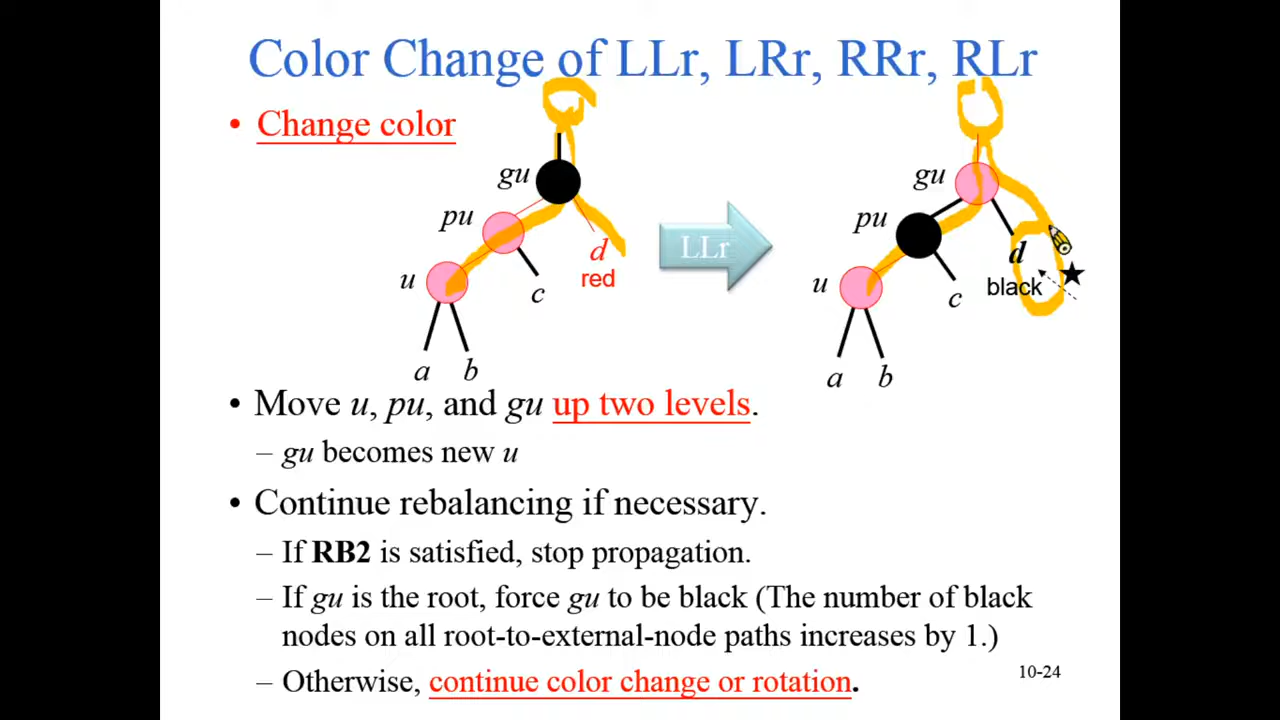 Color Change of LLr, LRr, RRr, RLr
• Change color
gu
pu
u
d
red
c
a
b
LLr
gu
pu
u
d
black
c
a
b
• Move u, pu, and gu up two levels.
– gu becomes new u
• Continue rebalancing if necessary.
– If RB2 is satisfied, stop propagation.
– If gu is the root, force gu to be black (The number of black
nodes on all root-to-external-node paths increases by 1.)
– Otherwise, continue color change or rotation.
10-24